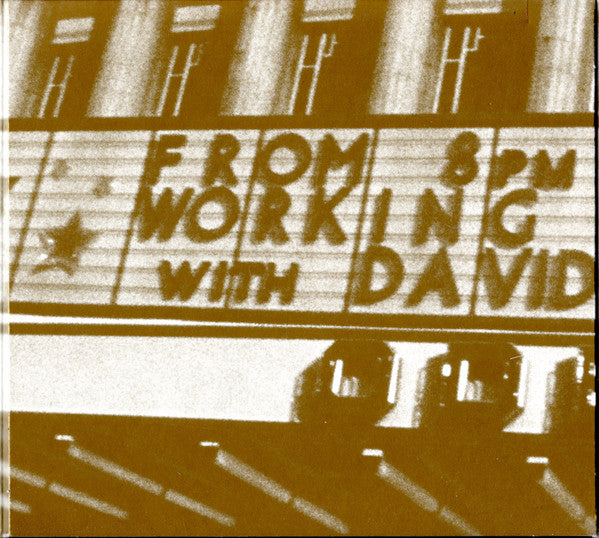 FROM 8PM
WORKING
WITH DAVID